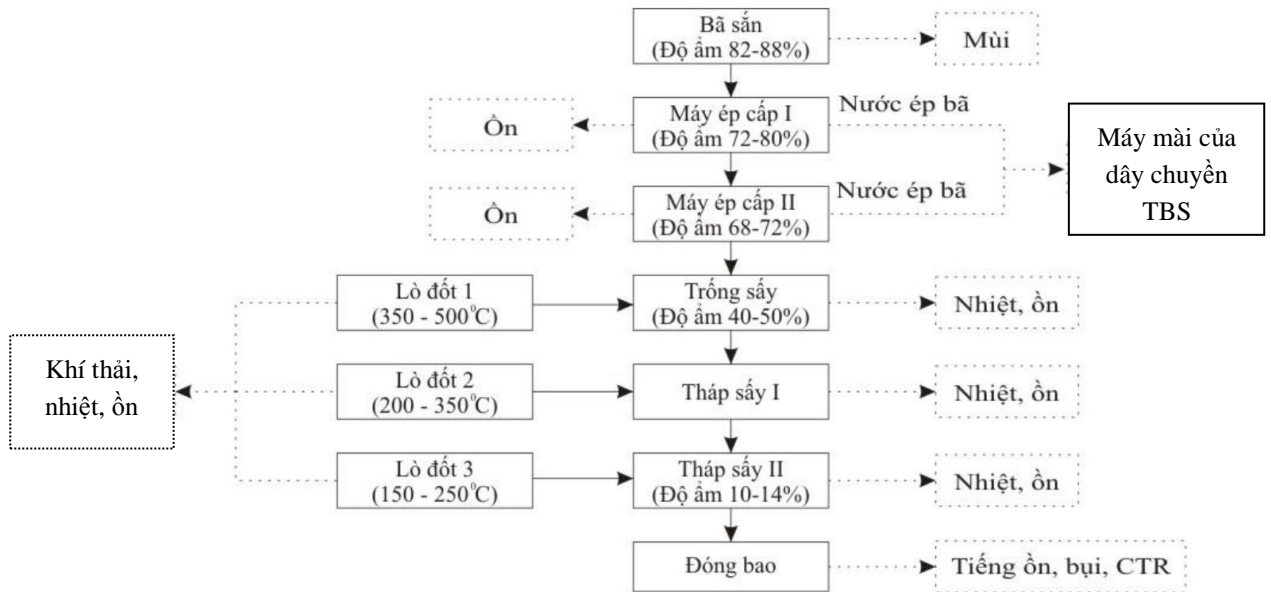 Bã sắn
(Độ ẩm 82-88%)
Mùi
Ồn
Máy ép cấp I
(Độ ẩm 72-80%)
Nước ép bã
Máy mài của
dây chuyền
TBS
Ồn
Máy ép cấp II
(Độ ẩm 68-72%)
Nước ép bã
Lò đốt 1
(350 - 500°C)
Trống sấy
(Độ ẩm 40-50%)
Nhiệt, ồn
Khí thải,
nhiệt, ồn
Lò đốt 2
(200 - 350°C)
Tháp sấy I
Nhiệt, ồn
Lò đốt 3
(150 - 250°C)
Tháp sấy II
(Độ ẩm 10-14%)
Nhiệt, ồn
Đóng bao
Tiếng ồn, bụi, CTR